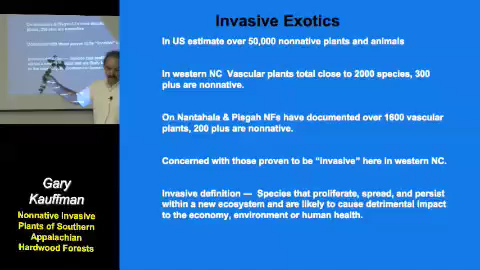 Invasive Exotics
In US estimate over 50,000 nonnative plants and animals
In western NC  Vascular plants total close to 2000 species, 300
plus are nonnative.
On Nantahala & Pisgah NFs have documented over 1600 vascular
plants, 200 plus are nonnative.
Concerned with those proven to be "invasive" here in western NC.
Invasive definition — Species that proliferate, spread, and persist
within a new ecosystem and are likely to cause detrimental impact
to the economy, environment or human health.
Gary
Kauffman
Nonnative Invasive
Plants of Southern
Appalachian
Hardwood Forests